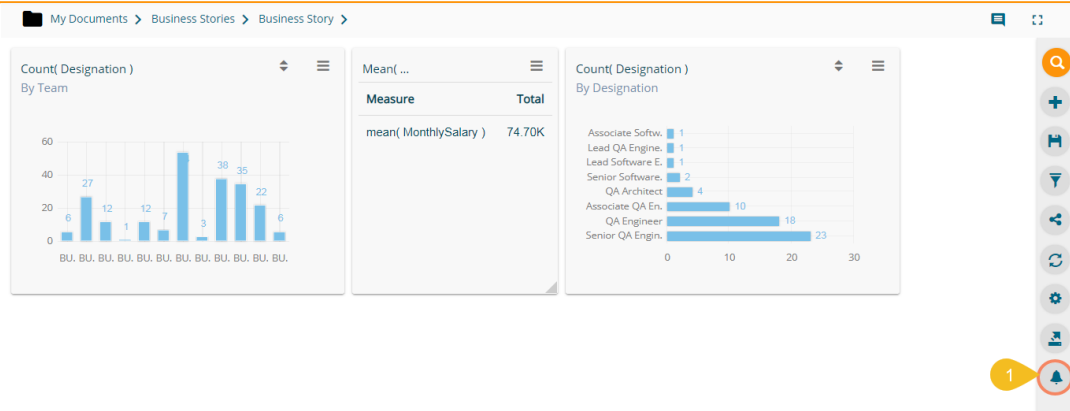 My Documents > Business Stories > Business Story >
Count( Designation )
By Team
60
40
20
0
6
27
12
1
12
7
3
38
35
22
6
BU. BU. BU. BU. BU. BU. BU. BU. BU. BU. BU. BU.
Mean( ...
Measure Total
mean( MonthlySalary ) 74.70K
Count( Designation )
By Designation
Associate Softw. 1
Lead QA Engine. 1
Lead Software E. 1
Senior Software. 2
QA Architect 4
Associate QA En. 10
QA Engineer 18
Senior QA Engin. 23
0 10 20 30
1